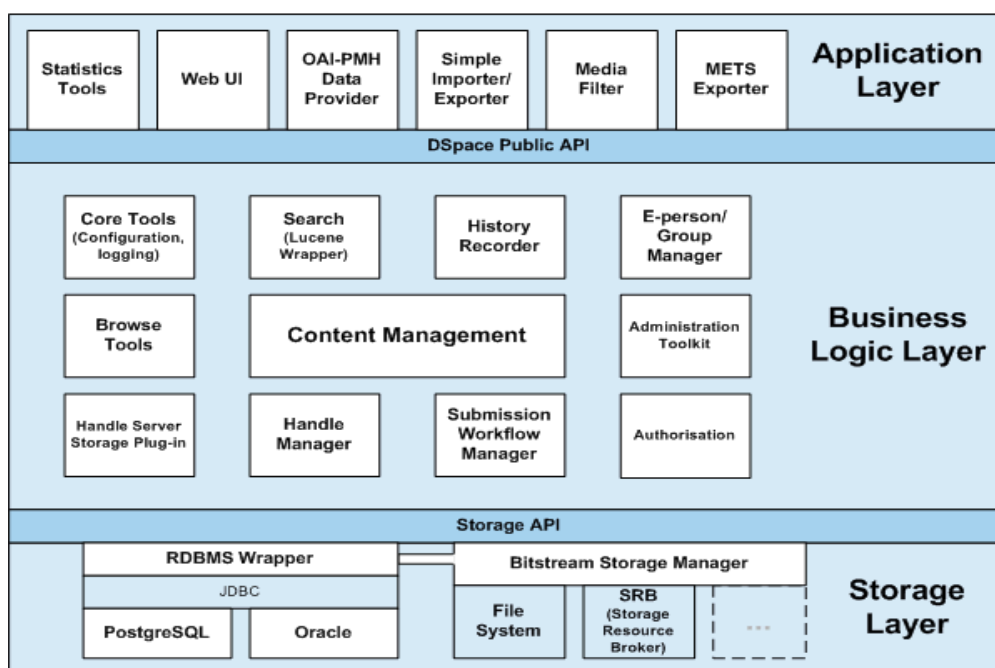 Statistics
Tools
Web UI
OAI-PMH
Data
Provider
Simple
Importer/
Exporter
Media
Filter
METS
Exporter
Application
Layer
DSpace Public API
Core Tools
(Configuration,
logging)
Search
(Lucene
Wrapper)
History
Recorder
E-person/
Group
Manager
Browse
Tools
Content Management
Administration
Toolkit
Business
Logic Layer
Handle Server
Storage Plug-in
Handle
Manager
Submission
Workflow
Manager
Authorisation
Storage API
RDBMS Wrapper
JDBC
PostgreSQL
Oracle
Bitstream Storage Manager
File
System
SRB
(Storage
Resource
Broker)
...
Storage
Layer